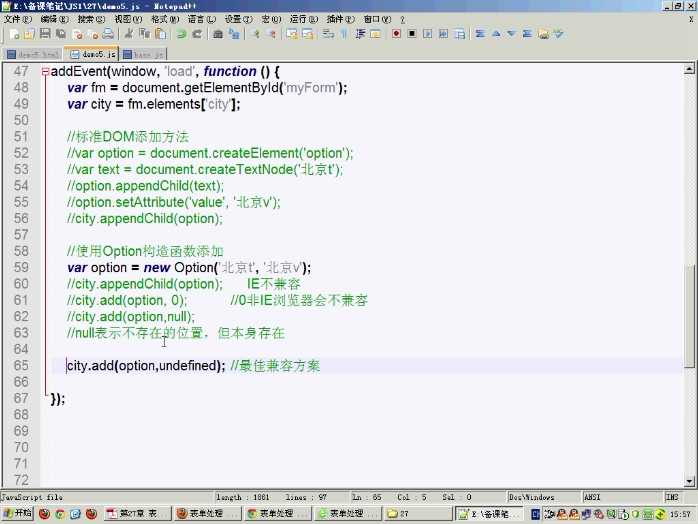 E:\备课笔记\JS1\27\demo5.js - Notepad++
文件(F) 编辑(E) 搜索(S) 视图(V) 格式(M) 语言(L) 设置(T) 宏(O) 运行(R) 插件(P) 窗口(W) ?
demo5.html demo5.js base.js
47 addEvent(window, 'load', function () {
48 var fm = document.getElementById('myForm');
49 var city = fm.elements['city'];
50
51 //标准DOM添加方法
52 //var option = document.createElement('option');
53 //var text = document.createTextNode('北京t');
54 //option.appendChild(text);
55 //option.setAttribute('value', '北京v');
56 //city.appendChild(option);
57
58 //使用Option构造函数添加
59 var option = new Option('北京t', '北京v');
60 //city.appendChild(option); IE不兼容
61 //city.add(option, 0); //0非IE浏览器会不兼容
62 //city.add(option,null);
63 //null表示不存在的位置，但本身存在
64
65 city.add(option,undefined); //最佳兼容方案
66
67 });
68
69
70
71
72
JavaScript file length : 1881 lines : 97 Ln : 65 Col : 5 Sel : 0 Dos\Windows ANSI INS
开始 第27章 表... 表单处理 ... 表单处理 ... 表单处理 ... 27 E:\备课笔... 15:57